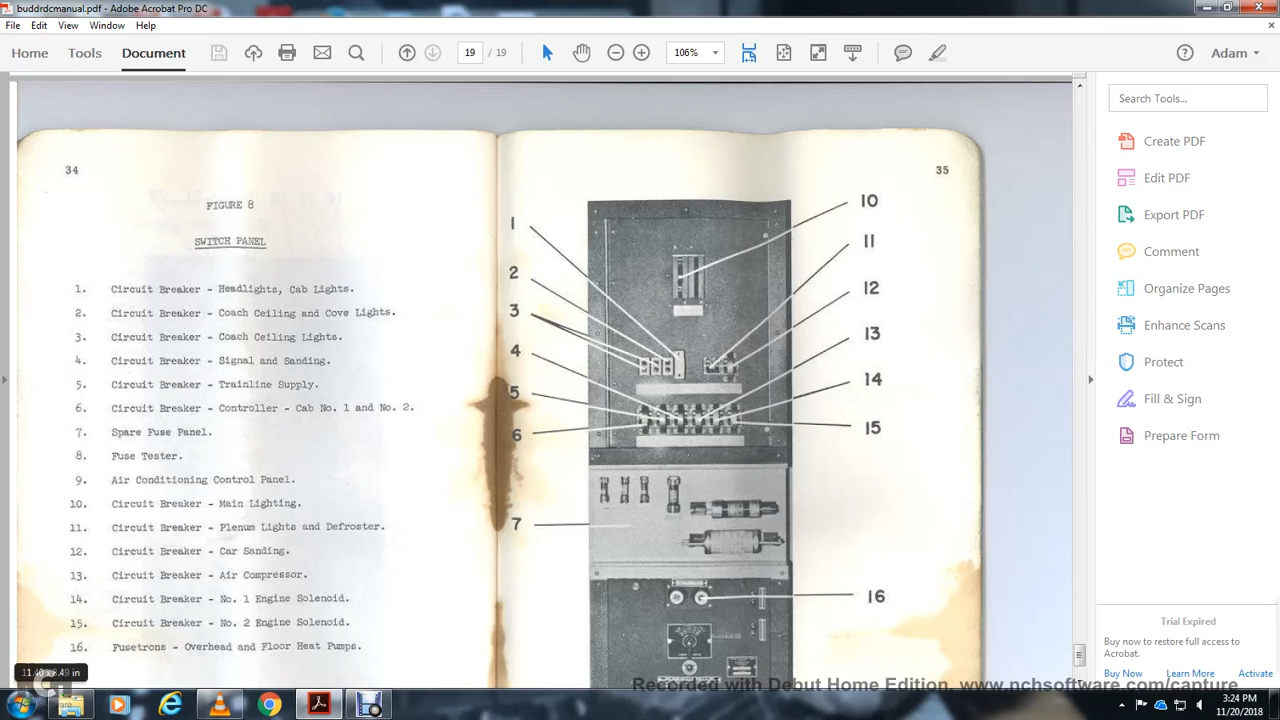 buddrdcmanual.pdf - Adobe Acrobat Pro DC
File Edit View Window Help
Home Tools Document 19 / 19 106% Adam
Search Tools...
Create PDF
Edit PDF
Export PDF
Comment
Organize Pages
Enhance Scans
Protect
Fill & Sign
Prepare Form
Trial Expired
Buy now to restore full access to
Acrobat.
Buy Now Learn More Activate
34
FIGURE 8
SWITCH PANEL
1. Circuit Breaker - Headlights, Cab Lights.
2. Circuit Breaker - Coach Ceiling and Cove Lights.
3. Circuit Breaker - Coach Ceiling Lights.
4. Circuit Breaker - Signal and Sanding.
5. Circuit Breaker - Trainline Supply.
6. Circuit Breaker - Controller - Cab No. 1 and No. 2.
7. Spare Fuse Panel.
8. Fuse Tester.
9. Air Conditioning Control Panel.
10. Circuit Breaker - Main Lighting.
11. Circuit Breaker - Plenum Lights and Defroster.
12. Circuit Breaker - Car Sanding.
13. Circuit Breaker - Air Compressor.
14. Circuit Breaker - No. 1 Engine Solenoid.
15. Circuit Breaker - No. 2 Engine Solenoid.
16. Fusetrons - Overhead and Floor Heat Pumps.
35
1
2
3
4
5
6
7
10
11
12
13
14
15
16
Recorded with Debut Home Edition www.nchsoftware.com/capture
3:24 PM
11/20/2018